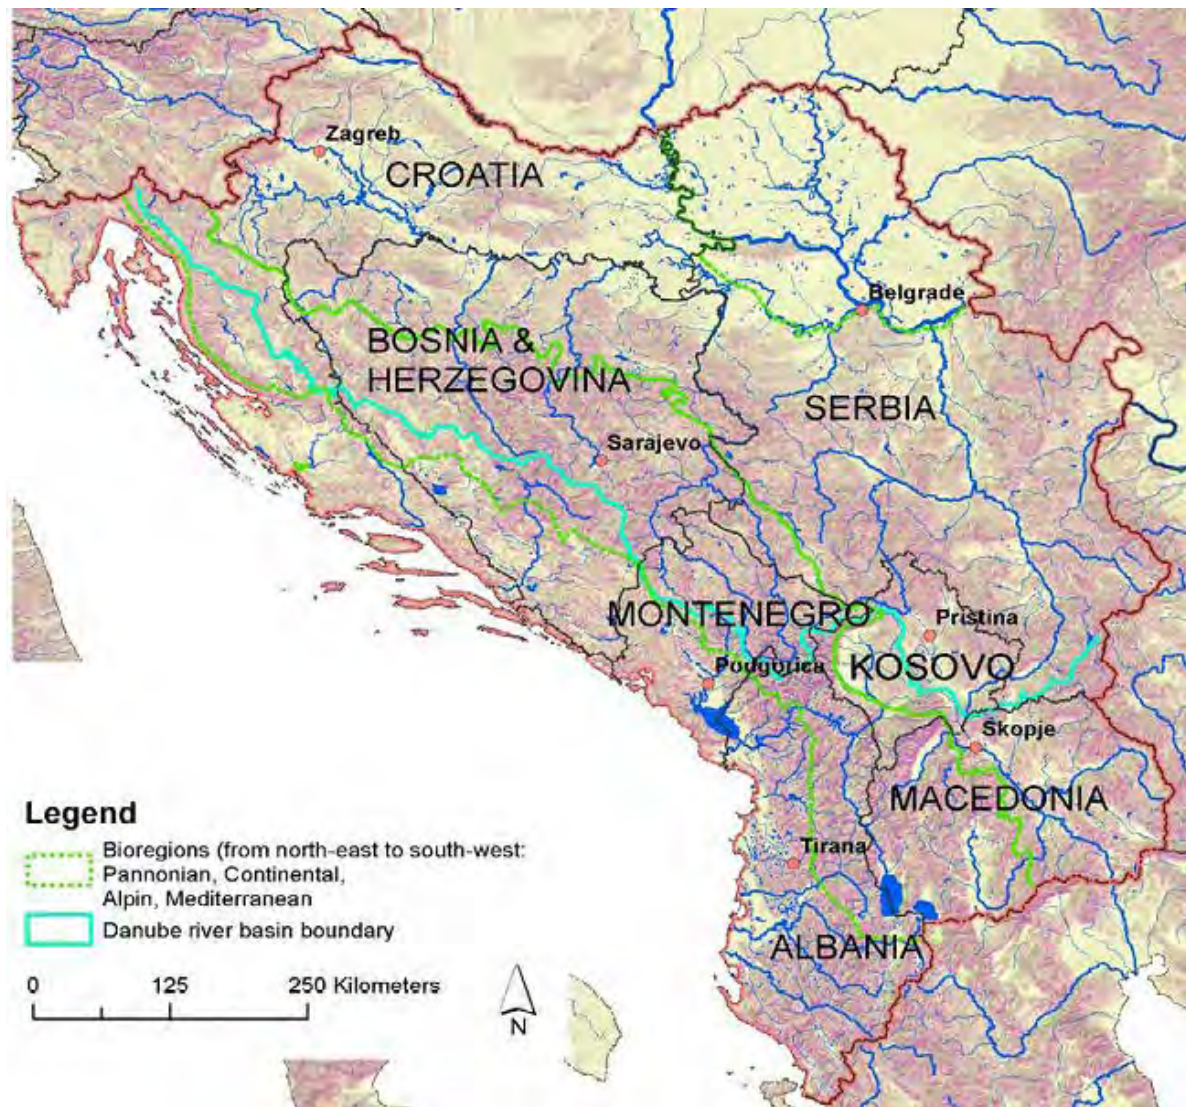 Zagreb
CROATIA
Belgrade
BOSNIA &
HERZEGOVINA
SERBIA
Sarajevo
MONTENEGRO
Pristina
Podgorica
KOSOVO
Skopje
MACEDONIA
Tirana
ALBANIA
Legend
Bioregions (from north-east to south-west:
Pannonian, Continental,
Alpin, Mediterranean
Danube river basin boundary
0 125 250 Kilometers
N